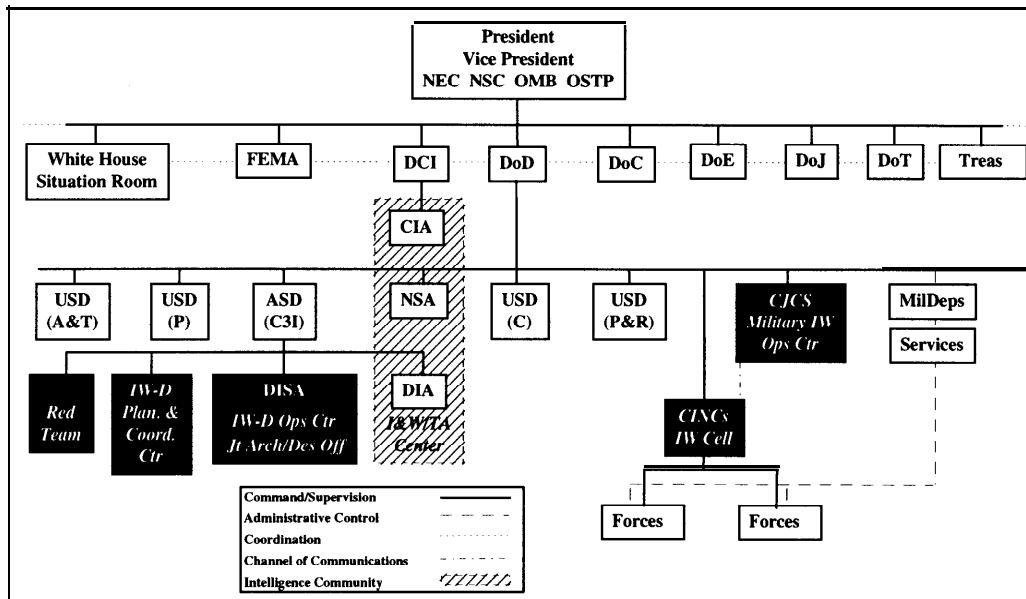 President
Vice President
NEC NSC OMB OSTP
White House
Situation Room
FEMA
DCI
DoD
DoC
DoE
DoJ
DoT
Treas
CIA
USD
(A&T)
USD
(P)
ASD
(C3I)
NSA
USD
(C)
USD
(P&R)
CJCS
Military IW
Ops Ctr
MilDeps
Services
Red
Team
IW-D
Plan. &
Coord.
Ctr
DISA
IW-D Ops Ctr
Jt Arch/Des Off
DIA
I&W/TA
Center
CINCs
IW Cell
Forces
Forces
Command/Supervision
Administrative Control
Coordination
Channel of Communications
Intelligence Community